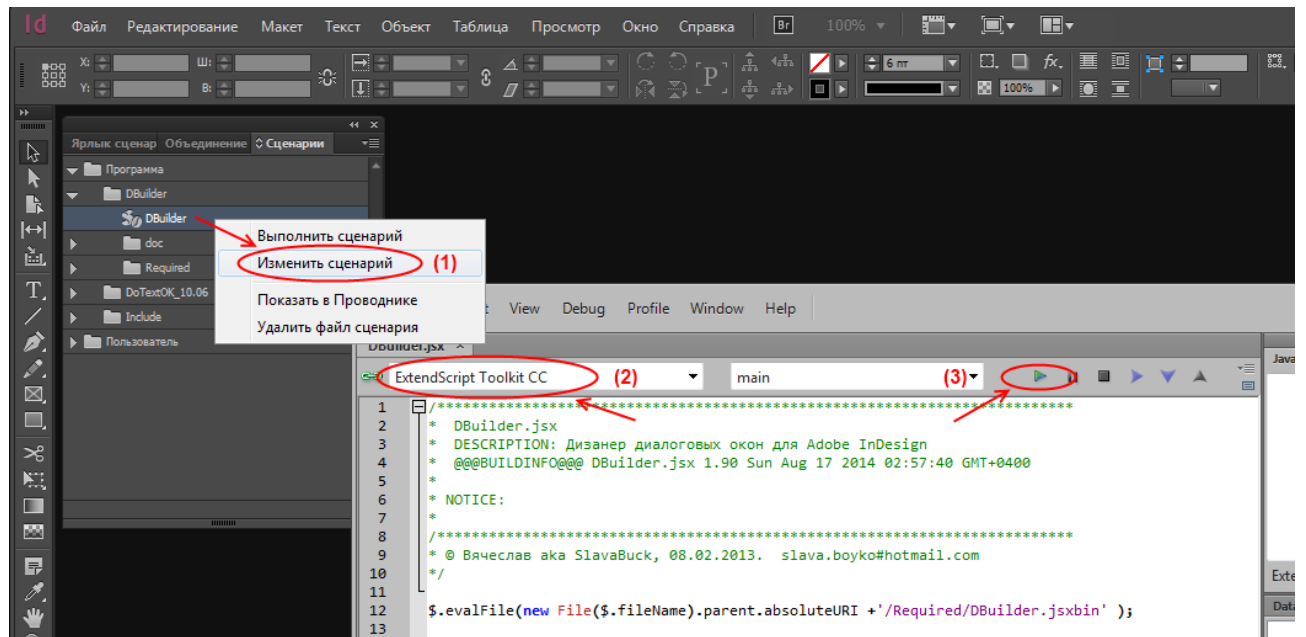 Id Файл Редактирование Макет Текст Объект Таблица Просмотр Окно Справка Br 100%
X: Ш: 6 пт fx.
Y: В: P 100%
Ярлык сценар Объединение Сценарии
Программа
DBuilder
DBuilder
doc
Required
DoTextOK_10.06
Include
Пользователь
Выполнить сценарий
Изменить сценарий (1)
Показать в Проводнике
Удалить файл сценария
View Debug Profile Window Help
DBuilder.jsx ×
ExtendScript Toolkit CC (2) main (3)
1 /**************************************************************************
2 * DBuilder.jsx
3 * DESCRIPTION: Дизанер диалоговых окон для Adobe InDesign
4 * @@@BUILDINFO@@@ DBuilder.jsx 1.90 Sun Aug 17 2014 02:57:40 GMT+0400
5 *
6 * NOTICE:
7 *
8 /**************************************************************************
9 * © Вячеслав aka SlavaBuck, 08.02.2013. slava.boyko#hotmail.com
10 */
11
12 $.evalFile(new File($.fileName).parent.absoluteURI +'/Required/DBuilder.jsxbin' );
13
Java
Exte
Data